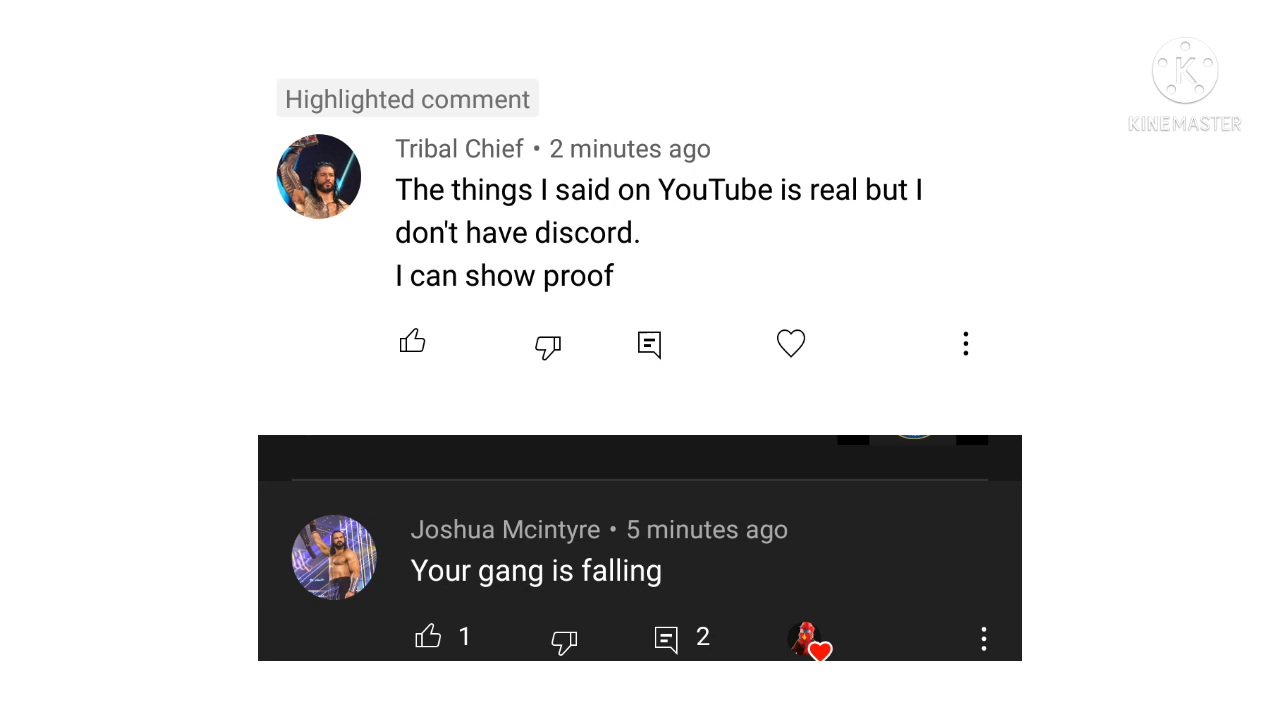 Highlighted comment
Tribal Chief • 2 minutes ago
The things I said on YouTube is real but I
don't have discord.
I can show proof
K
KINEMASTER
Joshua Mcintyre • 5 minutes ago
Your gang is falling
1
2